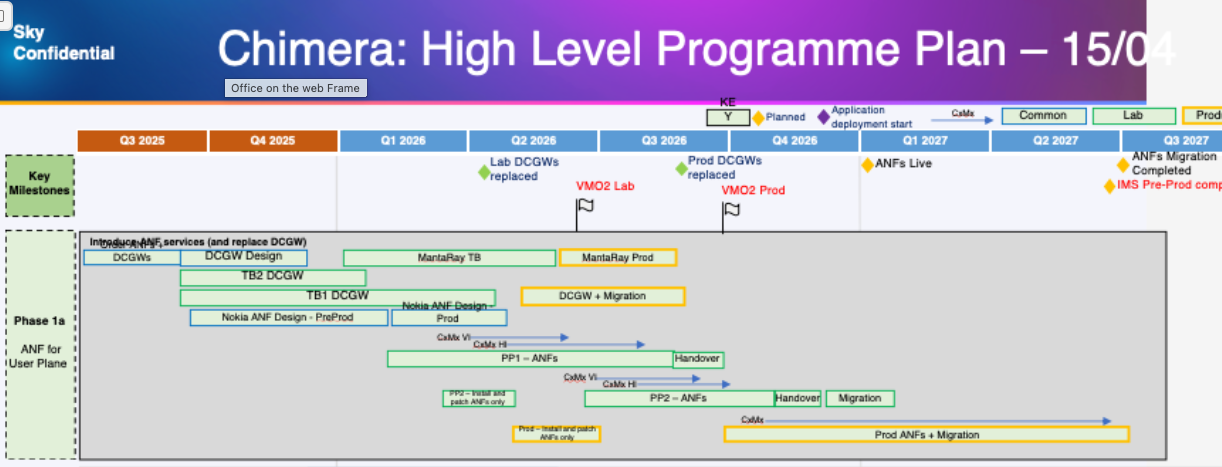 Sky
Confidential
Chimera: High Level Programme Plan – 15/04
Office on the web Frame
KE
Y
Planned
Application
deployment start
CxMx
Common
Lab
Prod
Q3 2025
Q4 2025
Q1 2026
Q2 2026
Q3 2026
Q4 2026
Q1 2027
Q2 2027
Q3 2027
Key
Milestones
Lab DCGWs
replaced
Prod DCGWs
replaced
ANFs Live
ANFs Migration
Completed
IMS Pre-Prod comp
VMO2 Lab
VMO2 Prod
Introduce ANF services (and replace DCGW)
DCGWs
DCGW Design
MantaRay TB
MantaRay Prod
TB2 DCGW
TB1 DCGW
DCGW + Migration
Nokia ANF Design - PreProd
Nokia ANF Design -
Prod
Phase 1a
ANF for
User Plane
CxMx VI
CxMx HI
PP1 – ANFs
Handover
CxMx VI
CxMx HI
PP2 – Install and
patch ANFs only
PP2 – ANFs
Handover
Migration
CxMx
Prod – Install and patch
ANFs only
Prod ANFs + Migration